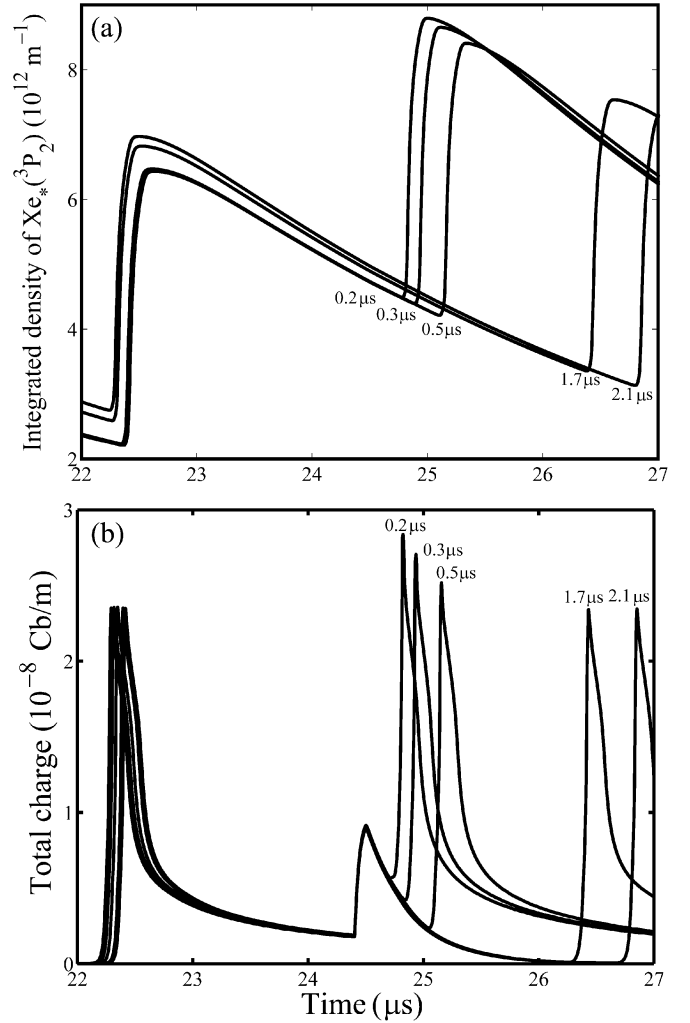 (a)
Integrated density of Xe*(³P₂) (10¹² m⁻¹)
8
6
4
2
0.2μs
0.3μs
0.5μs
1.7μs
2.1μs
22 23 24 25 26 27
(b)
Total charge (10⁻⁸ Cb/m)
3
2
1
0
0.2μs
0.3μs
0.5μs
1.7μs 2.1μs
22 23 24 25 26 27
Time (μs)